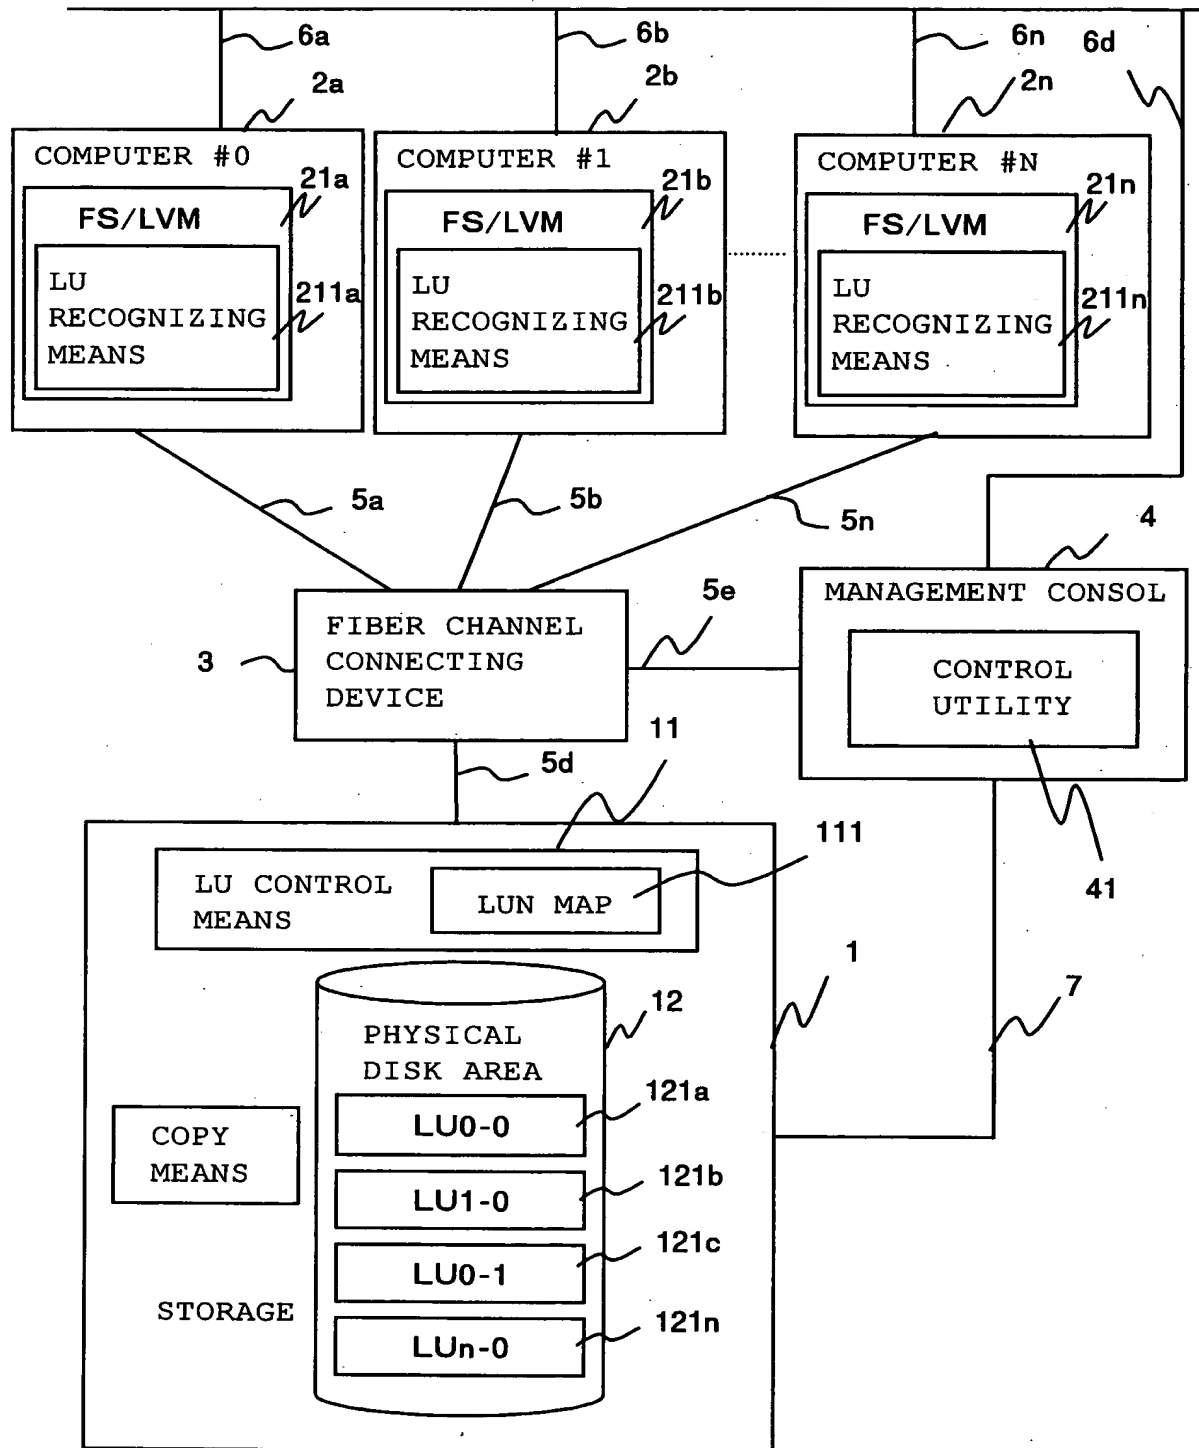 6a
6b
6n
6d
2a
2b
2n
COMPUTER #0
21a
FS/LVM
LU
RECOGNIZING
MEANS
211a
COMPUTER #1
21b
FS/LVM
LU
RECOGNIZING
MEANS
211b
COMPUTER #N
21n
FS/LVM
LU
RECOGNIZING
MEANS
211n
5a
5b
5n
4
3
FIBER CHANNEL
CONNECTING
DEVICE
5e
MANAGEMENT CONSOL
CONTROL
UTILITY
41
5d
11
111
LU CONTROL
MEANS
LUN MAP
1
7
12
PHYSICAL
DISK AREA
COPY
MEANS
LU0-0
121a
LU1-0
121b
LU0-1
121c
LUn-0
121n
STORAGE